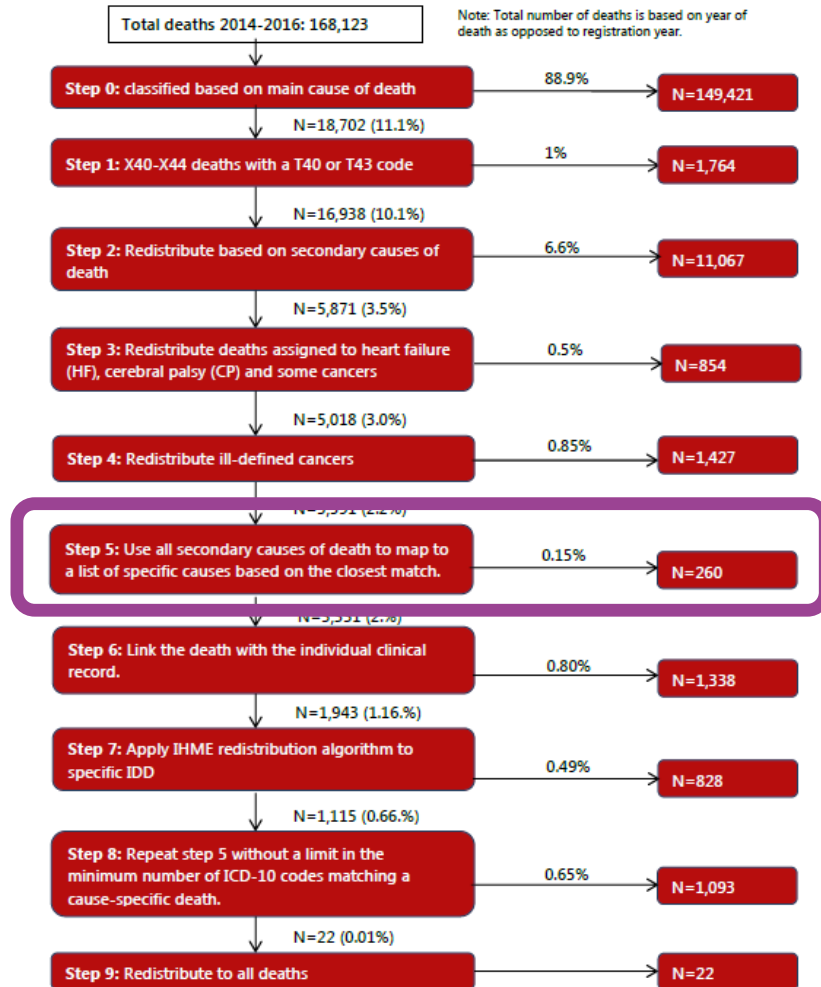 Total deaths 2014-2016: 168,123
Note: Total number of deaths is based on year of
death as opposed to registration year.
Step 0: classified based on main cause of death
88.9%
N=149,421
N=18,702 (11.1%)
Step 1: X40-X44 deaths with a T40 or T43 code
1%
N=1,764
N=16,938 (10.1%)
Step 2: Redistribute based on secondary causes of
death
6.6%
N=11,067
N=5,871 (3.5%)
Step 3: Redistribute deaths assigned to heart failure
(HF), cerebral palsy (CP) and some cancers
0.5%
N=854
N=5,018 (3.0%)
Step 4: Redistribute ill-defined cancers
0.85%
N=1,427
Step 5: Use all secondary causes of death to map to
a list of specific causes based on the closest match.
0.15%
N=260
Step 6: Link the death with the individual clinical
record.
0.80%
N=1,338
N=1,943 (1.16.%)
Step 7: Apply IHME redistribution algorithm to
specific IDD
0.49%
N=828
N=1,115 (0.66.%)
Step 8: Repeat step 5 without a limit in the
minimum number of ICD-10 codes matching a
cause-specific death.
0.65%
N=1,093
N=22 (0.01%)
Step 9: Redistribute to all deaths
N=22